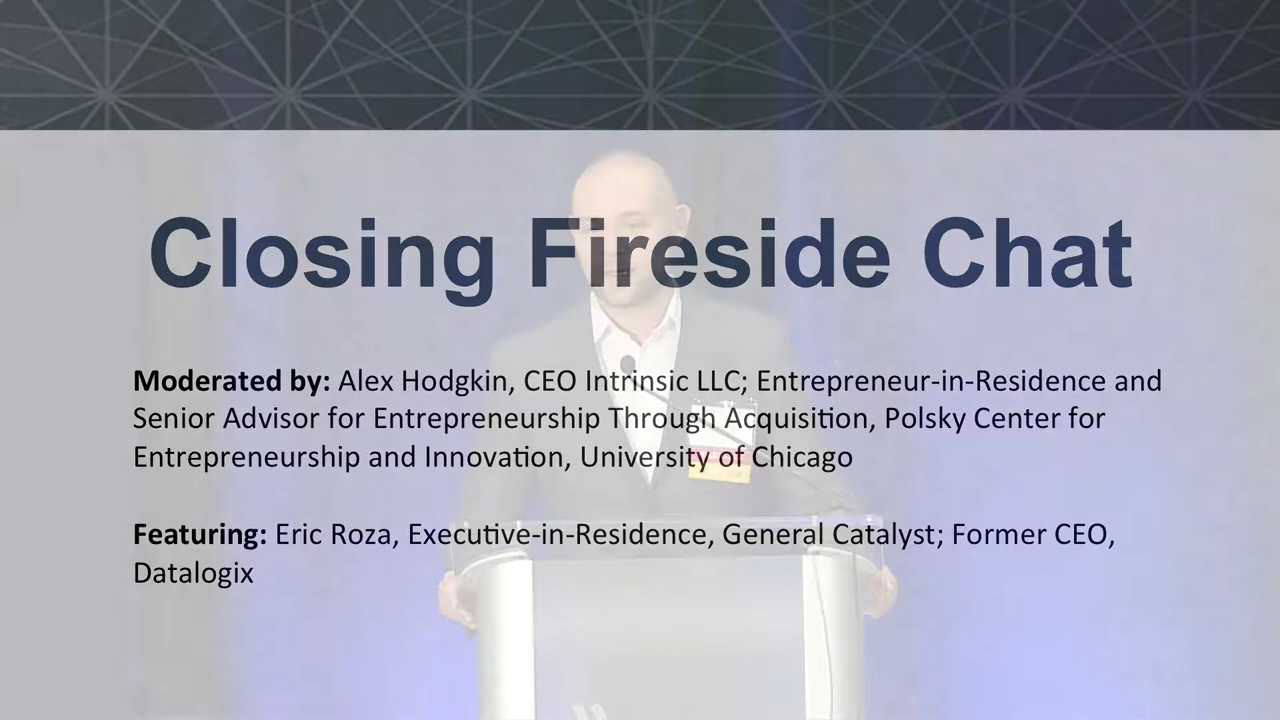 Closing Fireside Chat
Moderated by: Alex Hodgkin, CEO Intrinsic LLC; Entrepreneur-in-Residence and
Senior Advisor for Entrepreneurship Through Acquisition, Polsky Center for
Entrepreneurship and Innovation, University of Chicago
Featuring: Eric Roza, Executive-in-Residence, General Catalyst; Former CEO,
Datalogix